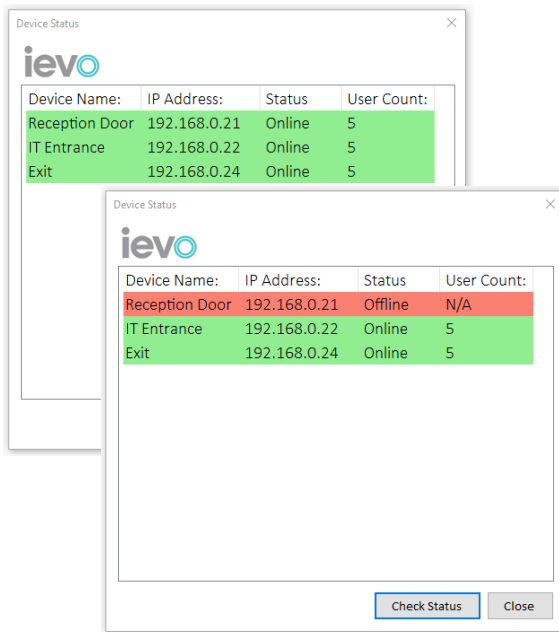 Device Status
ievo
Device Name: IP Address: Status User Count:
Reception Door 192.168.0.21 Online 5
IT Entrance 192.168.0.22 Online 5
Exit 192.168.0.24 Online 5
Device Status
ievo
Device Name: IP Address: Status User Count:
Reception Door 192.168.0.21 Offline N/A
IT Entrance 192.168.0.22 Online 5
Exit 192.168.0.24 Online 5
Check Status Close